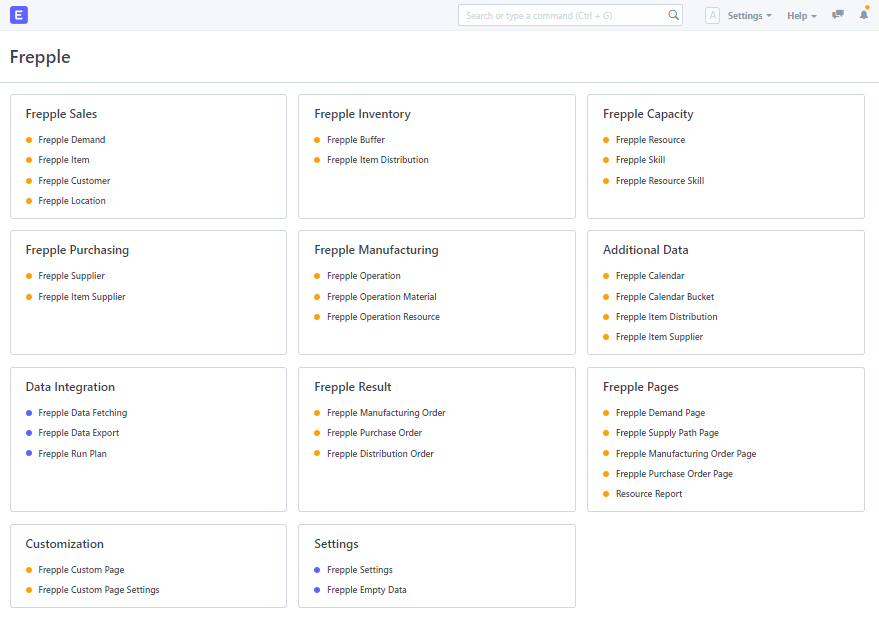 E
Search or type a command (Ctrl + G)
A
Settings
Help
Frepple
Frepple Sales
Frepple Demand
Frepple Item
Frepple Customer
Frepple Location
Frepple Inventory
Frepple Buffer
Frepple Item Distribution
Frepple Capacity
Frepple Resource
Frepple Skill
Frepple Resource Skill
Frepple Purchasing
Frepple Supplier
Frepple Item Supplier
Frepple Manufacturing
Frepple Operation
Frepple Operation Material
Frepple Operation Resource
Additional Data
Frepple Calendar
Frepple Calendar Bucket
Frepple Item Distribution
Frepple Item Supplier
Data Integration
Frepple Data Fetching
Frepple Data Export
Frepple Run Plan
Frepple Result
Frepple Manufacturing Order
Frepple Purchase Order
Frepple Distribution Order
Frepple Pages
Frepple Demand Page
Frepple Supply Path Page
Frepple Manufacturing Order Page
Frepple Purchase Order Page
Resource Report
Customization
Frepple Custom Page
Frepple Custom Page Settings
Settings
Frepple Settings
Frepple Empty Data